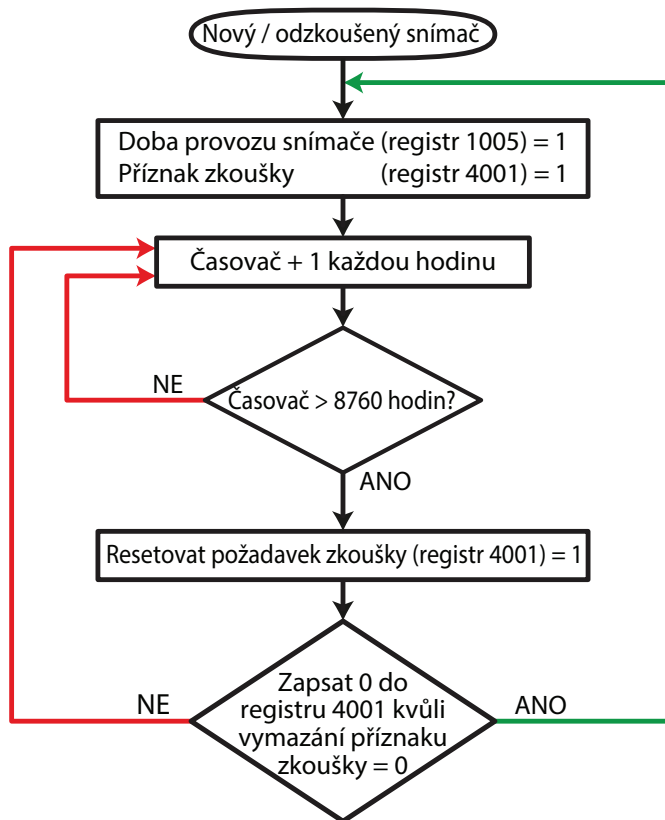 Nový / odzkoušený snímač
Doba provozu snímače (registr 1005) = 1
Příznak zkoušky (registr 4001) = 1
Časovač + 1 každou hodinu
NE
Časovač > 8760 hodin?
ANO
Resetovat požadavek zkoušky (registr 4001) = 1
NE
Zapsat 0 do
registru 4001 kvůli
vymazání příznaku
zkoušky = 0
ANO